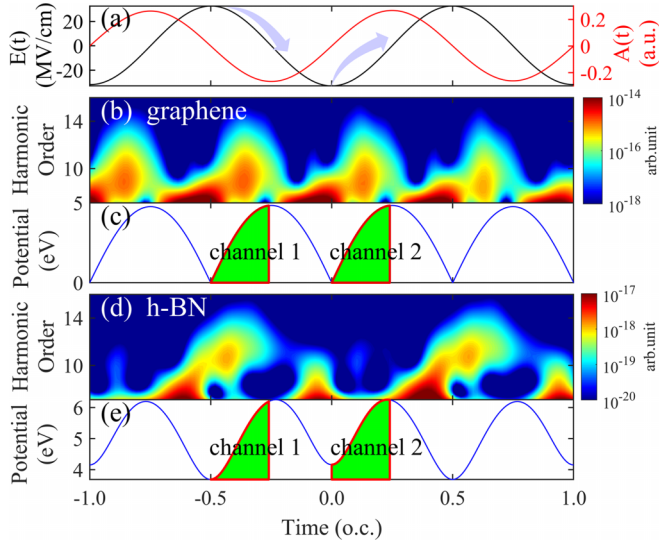 (a)
E(t)
(MV/cm)
20
0
-20
0.2
0
-0.2
A(t)
(a.u.)
(b) graphene
Harmonic
Order
15
10
5
10⁻¹⁴
10⁻¹⁶
10⁻¹⁸
arb.unit
(c)
Potential
(eV)
0
channel 1
channel 2
(d) h-BN
Harmonic
Order
15
10
10⁻¹⁷
10⁻¹⁸
10⁻¹⁹
10⁻²⁰
arb.unit
(e)
Potential
(eV)
6
5
4
channel 1
channel 2
-1.0 -0.5 0.0 0.5 1.0
Time (o.c.)